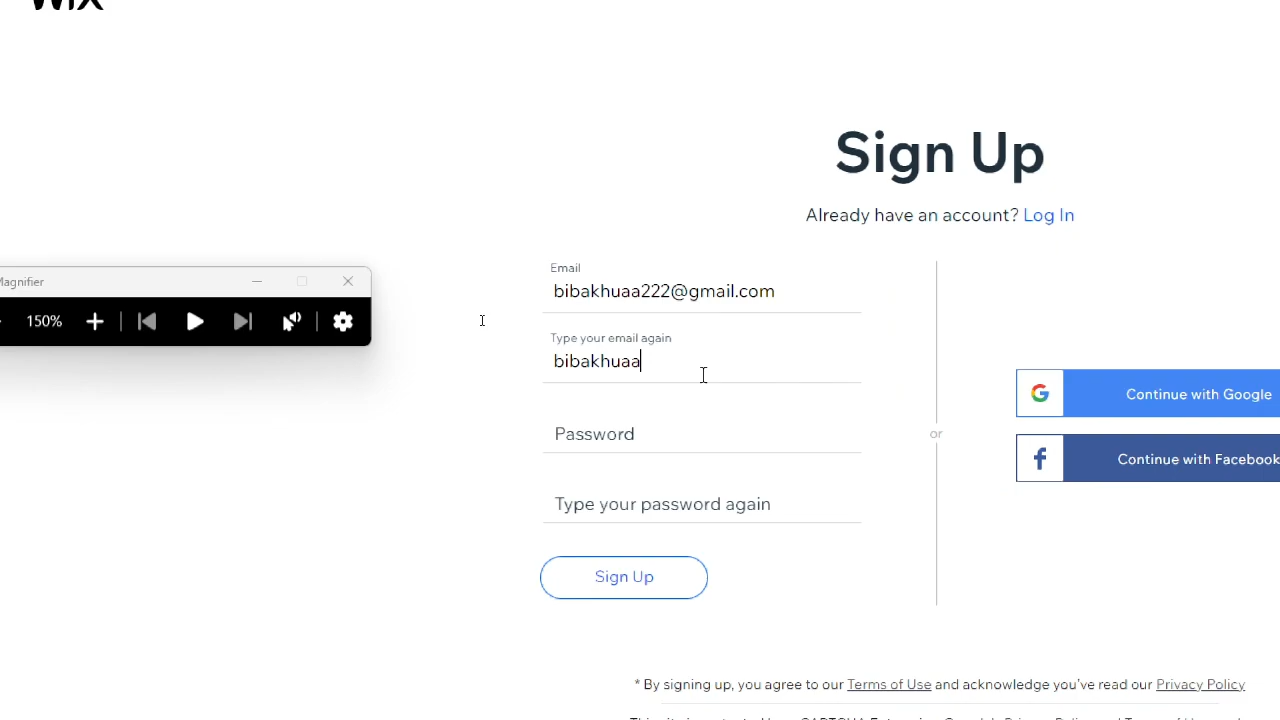 Wix
Sign Up
Already have an account? Log In
Magnifier
150%
Email
bibakhuaa222@gmail.com
Type your email again
bibakhuaa
Password
Type your password again
Sign Up
or
Continue with Google
Continue with Facebook
* By signing up, you agree to our Terms of Use and acknowledge you've read our Privacy Policy